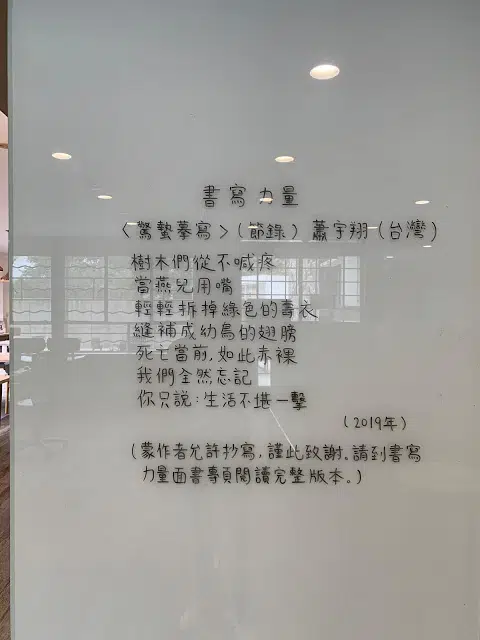 書寫力量
＜驚蟄摹寫＞（節錄）蕭宇翔（台灣）
樹木們從不喊疼
當燕兒用嘴
輕輕拆掉綠色的壽衣
縫補成幼鳥的翅膀
死亡當前，如此赤裸
我們全然忘記
你只說：生活不堪一擊
（2019年）
（蒙作者允許抄寫，謹此致謝。請到書寫
力量面書專頁閱讀完整版本。）